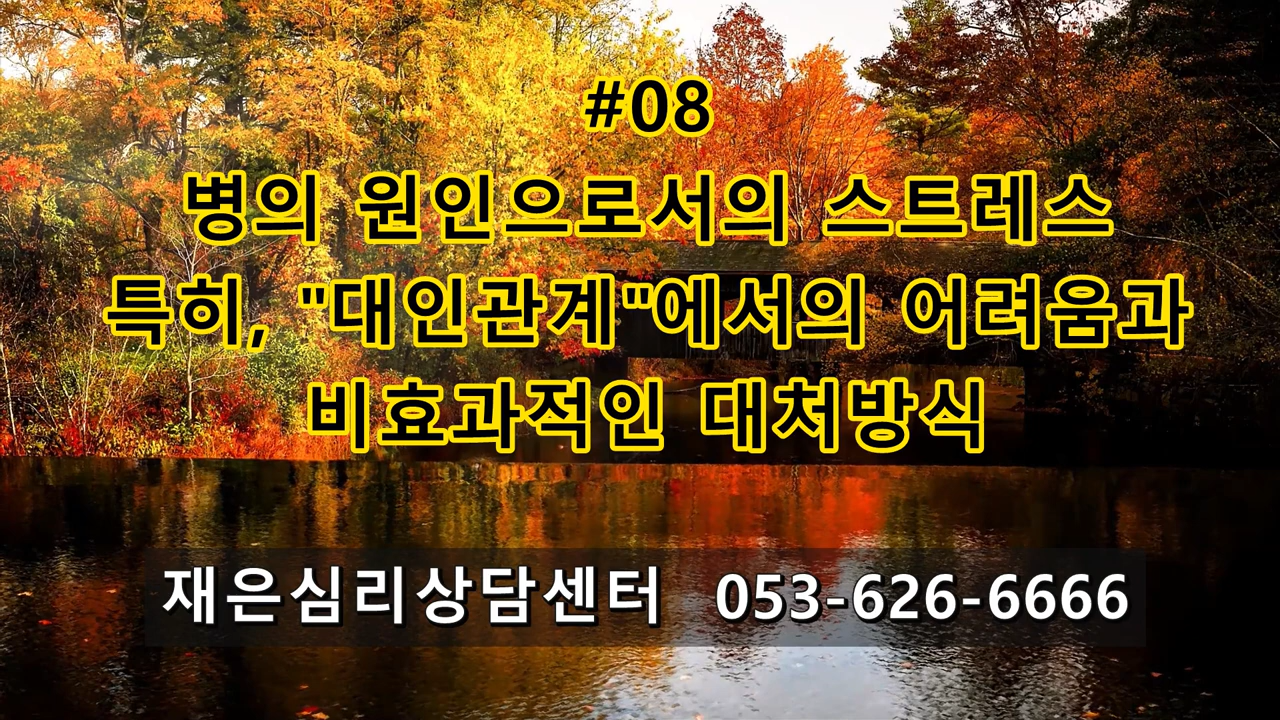 #08
병의 원인으로서의 스트레스
특히, "대인관계"에서의 어려움과
비효과적인 대처방식
재은심리상담센터 053-626-6666